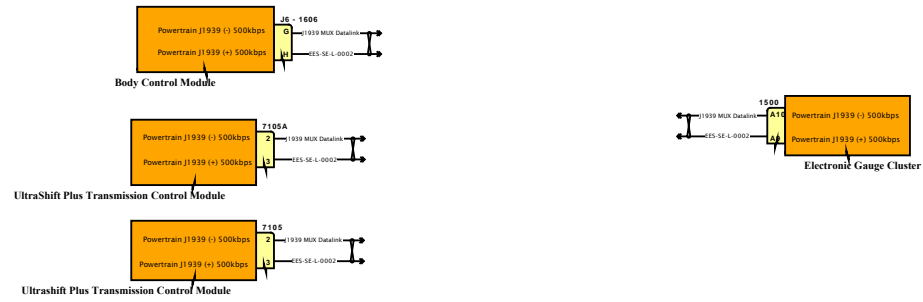 J6 - 1606
Powertrain J1939 (-) 500kbps
G
J1939 MUX Datalink
Powertrain J1939 (+) 500kbps
H
EES-SE-L-0002
Body Control Module
1500
J1939 MUX Datalink
A10
Powertrain J1939 (-) 500kbps
EES-SE-L-0002
A9
Powertrain J1939 (+) 500kbps
Electronic Gauge Cluster
7105A
Powertrain J1939 (-) 500kbps
2
J1939 MUX Datalink
Powertrain J1939 (+) 500kbps
3
EES-SE-L-0002
UltraShift Plus Transmission Control Module
7105
Powertrain J1939 (-) 500kbps
2
J1939 MUX Datalink
Powertrain J1939 (+) 500kbps
3
EES-SE-L-0002
Ultrashift Plus Transmission Control Module